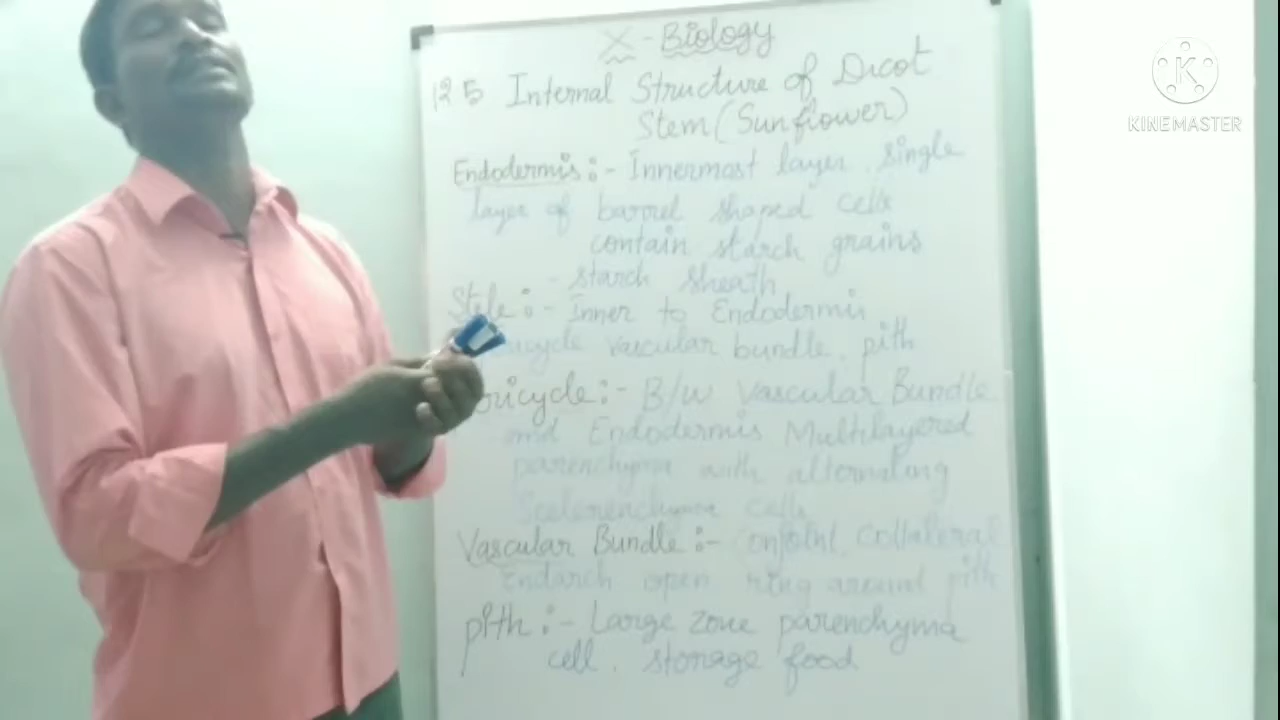 X - Biology
12 5 Internal Structure of Dicot
Stem (Sunflower)
Endodermis :- Innermost layer, single
layer of barrel shaped cells
contain starch grains
- starch sheath
Stele :- Inner to Endodermis
vascular bundle, pith
ricycle :- B/w Vascular Bundle
and Endodermis Multilayered
parenchyma with alternating
Sclerenchyma cells
Vascular Bundle :- Conjoint, Collateral
Endarch open ring around pith
pith :- Large zone parenchyma
cell, storage food
K
KINEMASTER